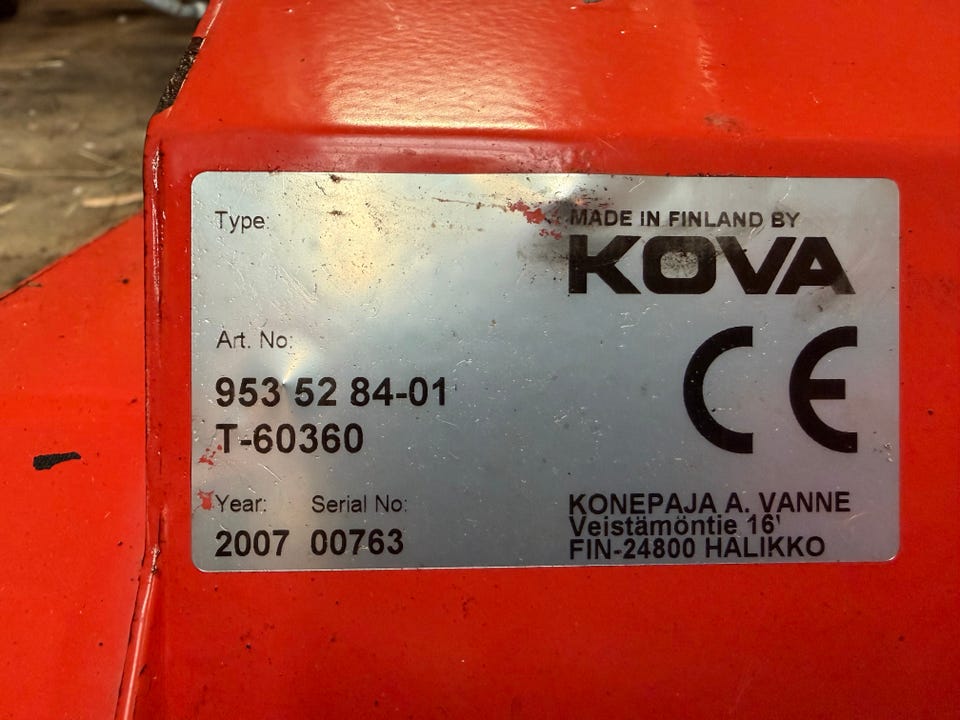 Type:
MADE IN FINLAND BY
KOVA
Art. No:
953 52 84-01
T-60360
CE
Year: Serial No:
2007 00763
KONEPAJA A. VANNE
Veistämöntie 16
FIN-24800 HALIKKO